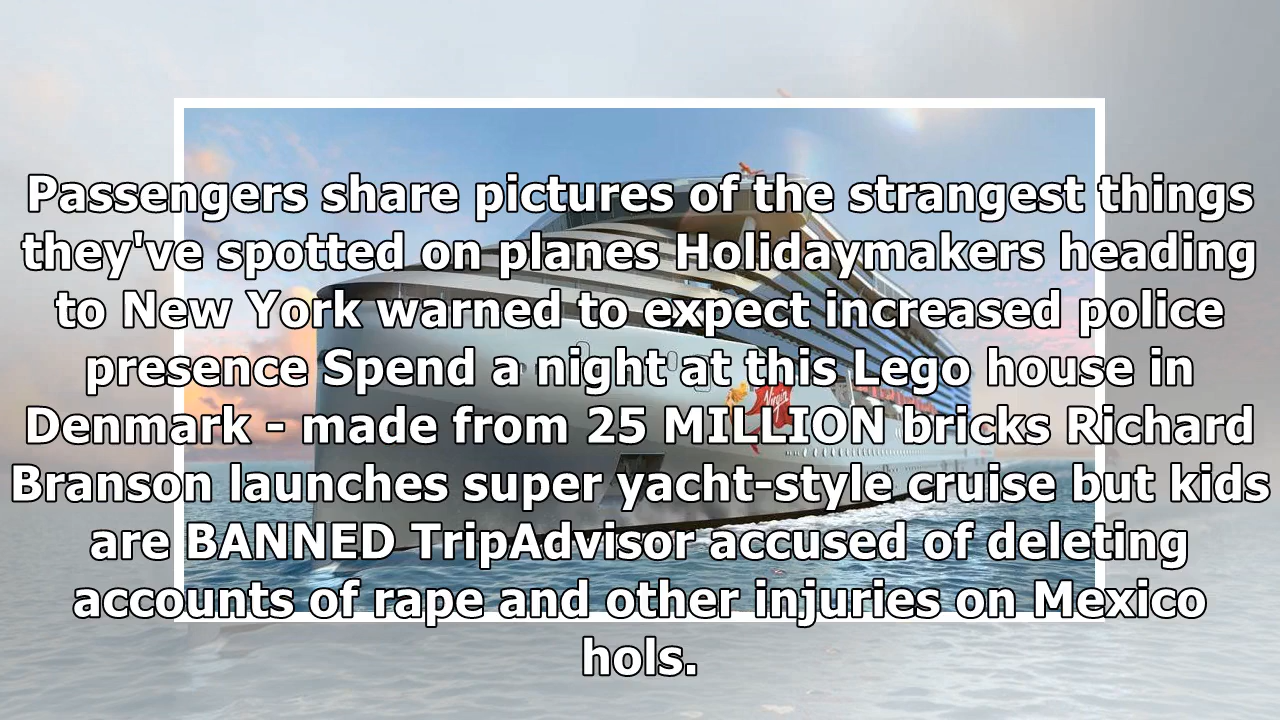 Passengers share pictures of the strangest things
they've spotted on planes Holidaymakers heading
to New York warned to expect increased police
presence Spend a night at this Lego house in
Denmark - made from 25 MILLION bricks Richard
Branson launches super yacht-style cruise but kids
are BANNED TripAdvisor accused of deleting
accounts of rape and other injuries on Mexico
hols.
Virgin